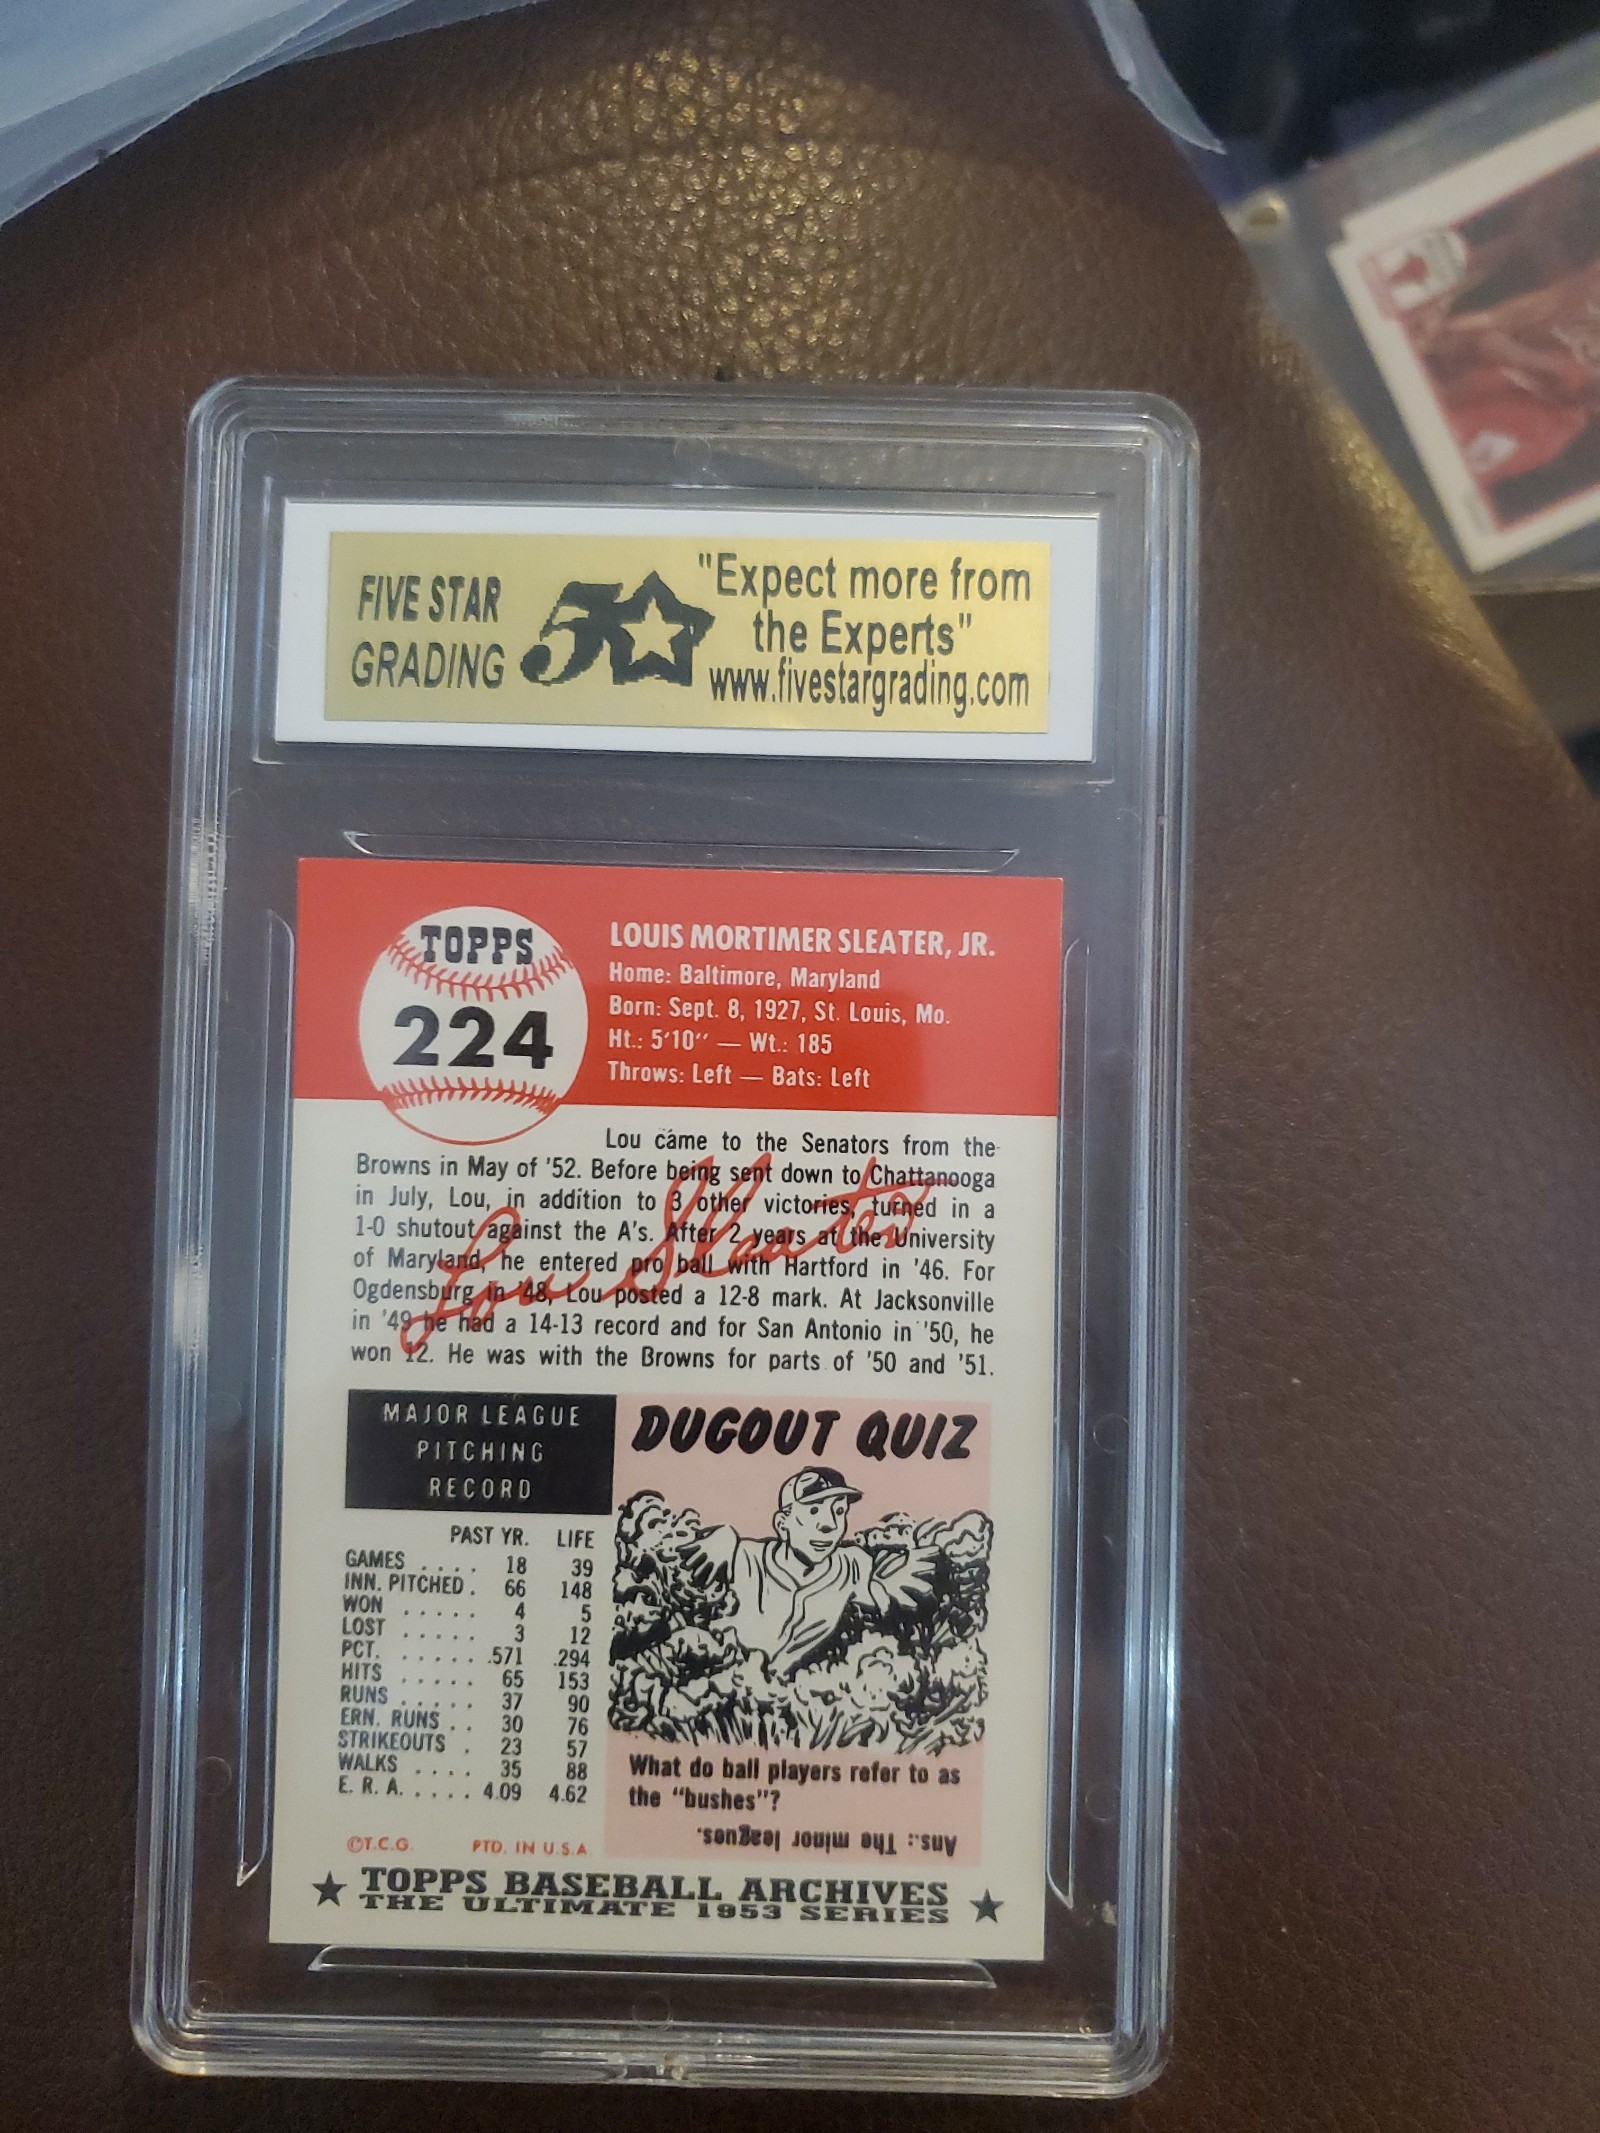 FIVE STAR
GRADING
5
"Expect more from
the Experts"
www.fivestargrading.com
TOPPS
224
LOUIS MORTIMER SLEATER, JR.
Home: Baltimore, Maryland
Born: Sept. 8, 1927, St. Louis, Mo.
Ht.: 5'10" — Wt.: 185
Throws: Left — Bats: Left
Lou came to the Senators from the
Browns in May of '52. Before being sent down to Chattanooga
in July, Lou, in addition to 3 other victories, turned in a
1-0 shutout against the A's. After 2 years at the University
of Maryland, he entered pro ball with Hartford in '46. For
Ogdensburg in '48, Lou posted a 12-8 mark. At Jacksonville
in '49 he had a 14-13 record and for San Antonio in '50, he
won 12. He was with the Browns for parts of '50 and '51.
Lou Sleater
MAJOR LEAGUE
PITCHING
RECORD
PAST YR. LIFE
GAMES . . . . 18 39
INN. PITCHED . 66 148
WON . . . . . 4 5
LOST . . . . . 3 12
PCT. . . . . . .571 .294
HITS . . . . . 65 153
RUNS . . . . . 37 90
ERN. RUNS . . 30 76
STRIKEOUTS . 23 57
WALKS . . . . 35 88
E. R. A. . . . . . 4.09 4.62
©T.C.G. PTD. IN U.S.A.
DUGOUT QUIZ
What do ball players refer to as
the "bushes"?
Ans.: The minor leagues.
TOPPS BASEBALL ARCHIVES
THE ULTIMATE 1953 SERIES